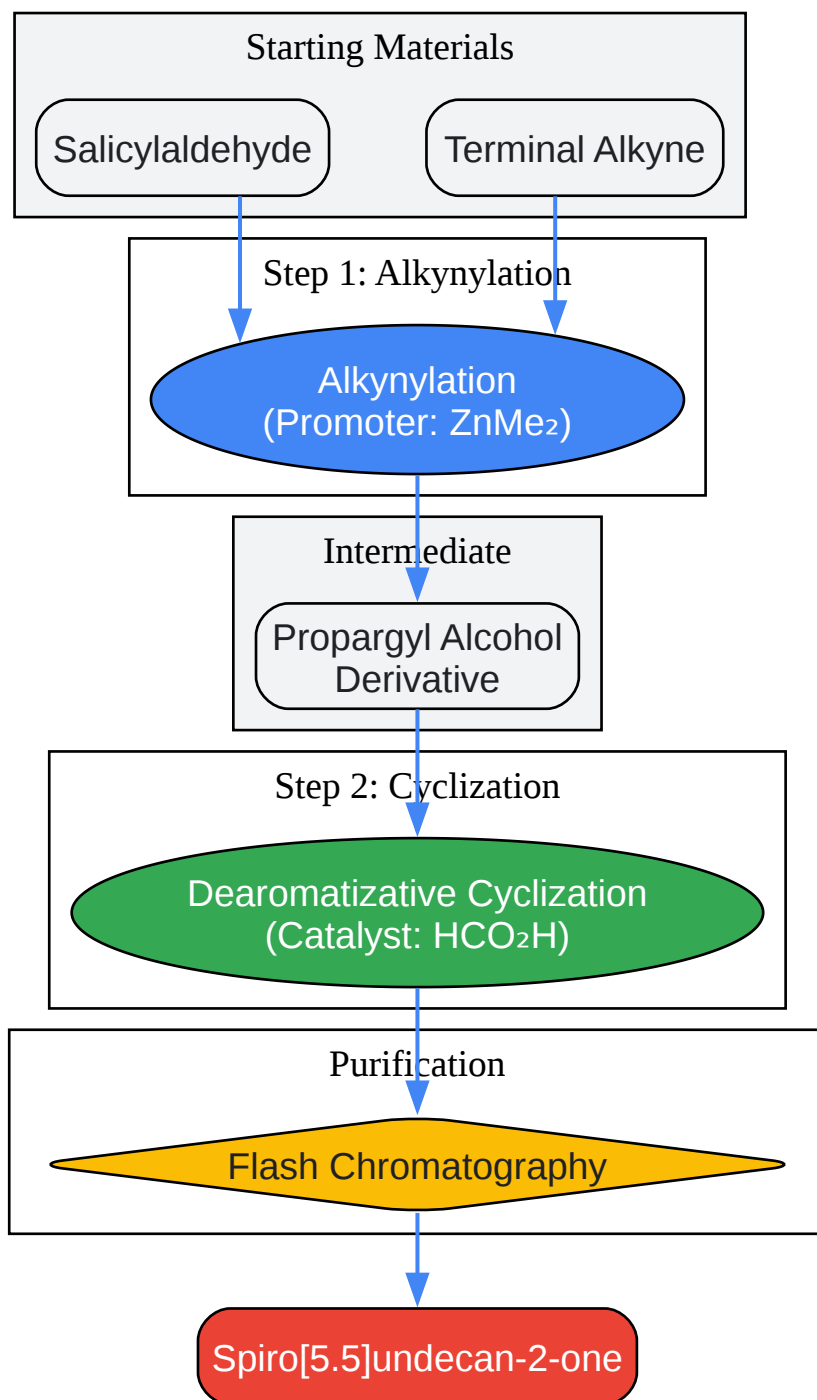 Starting Materials
Salicylaldehyde
Terminal Alkyne
Step 1: Alkynylation
Alkynylation
(Promoter: ZnMe₂)
Intermediate
Propargyl Alcohol
Derivative
Step 2: Cyclization
Dearomatizative Cyclization
(Catalyst: HCO₂H)
Purification
Flash Chromatography
Spiro[5.5]undecan-2-one